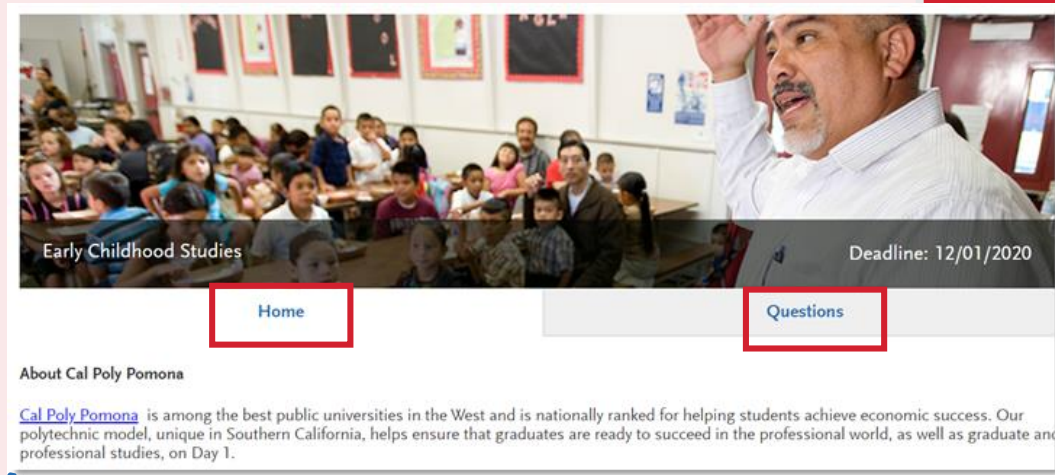 Early Childhood Studies
Deadline: 12/01/2020
Home
Questions
About Cal Poly Pomona
Cal Poly Pomona is among the best public universities in the West and is nationally ranked for helping students achieve economic success. Our
polytechnic model, unique in Southern California, helps ensure that graduates are ready to succeed in the professional world, as well as graduate and
professional studies, on Day 1.